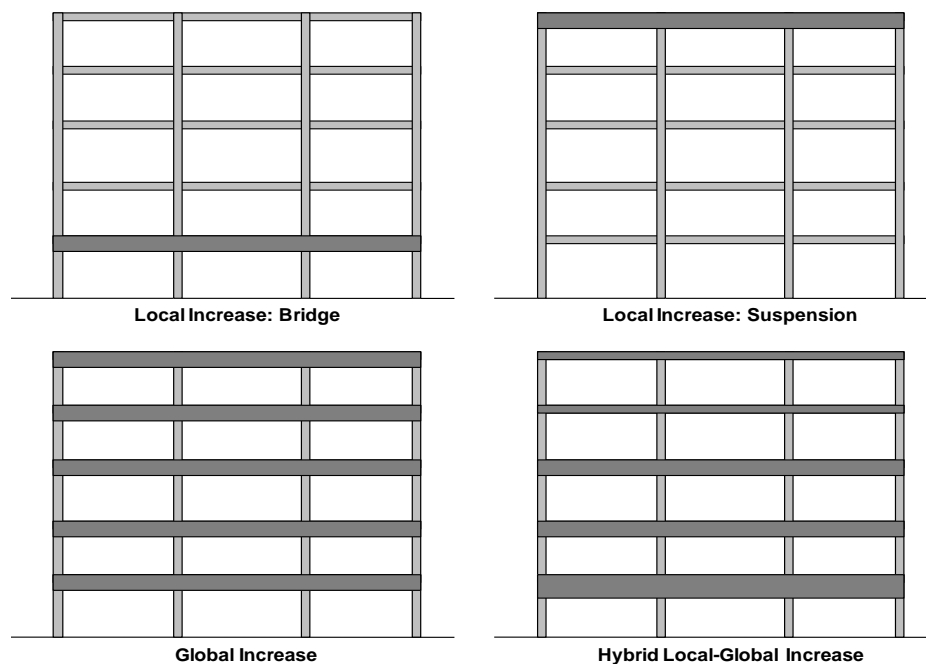 Local Increase: Bridge
Local Increase: Suspension
Global Increase
Hybrid Local-Global Increase